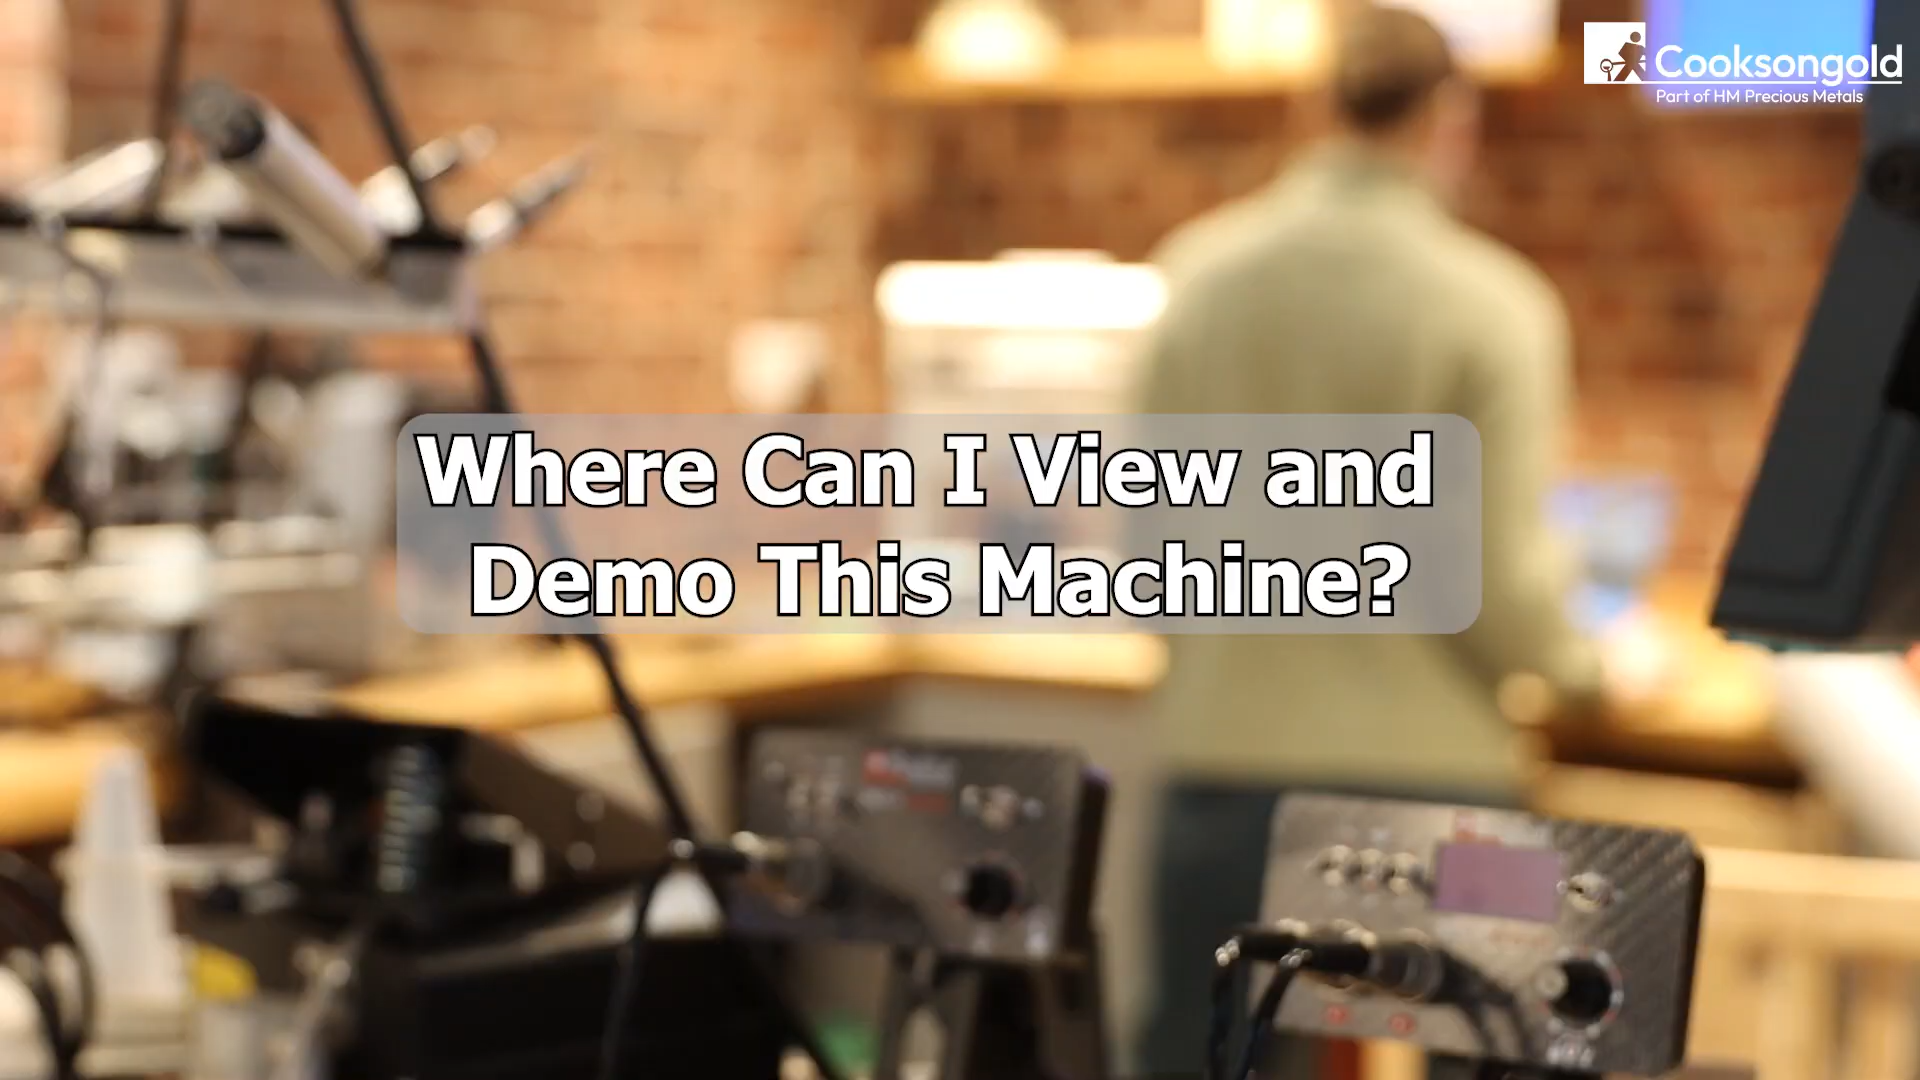 Cooksongold
Part of HM Precious Metals
Where Can I View and
Demo This Machine?